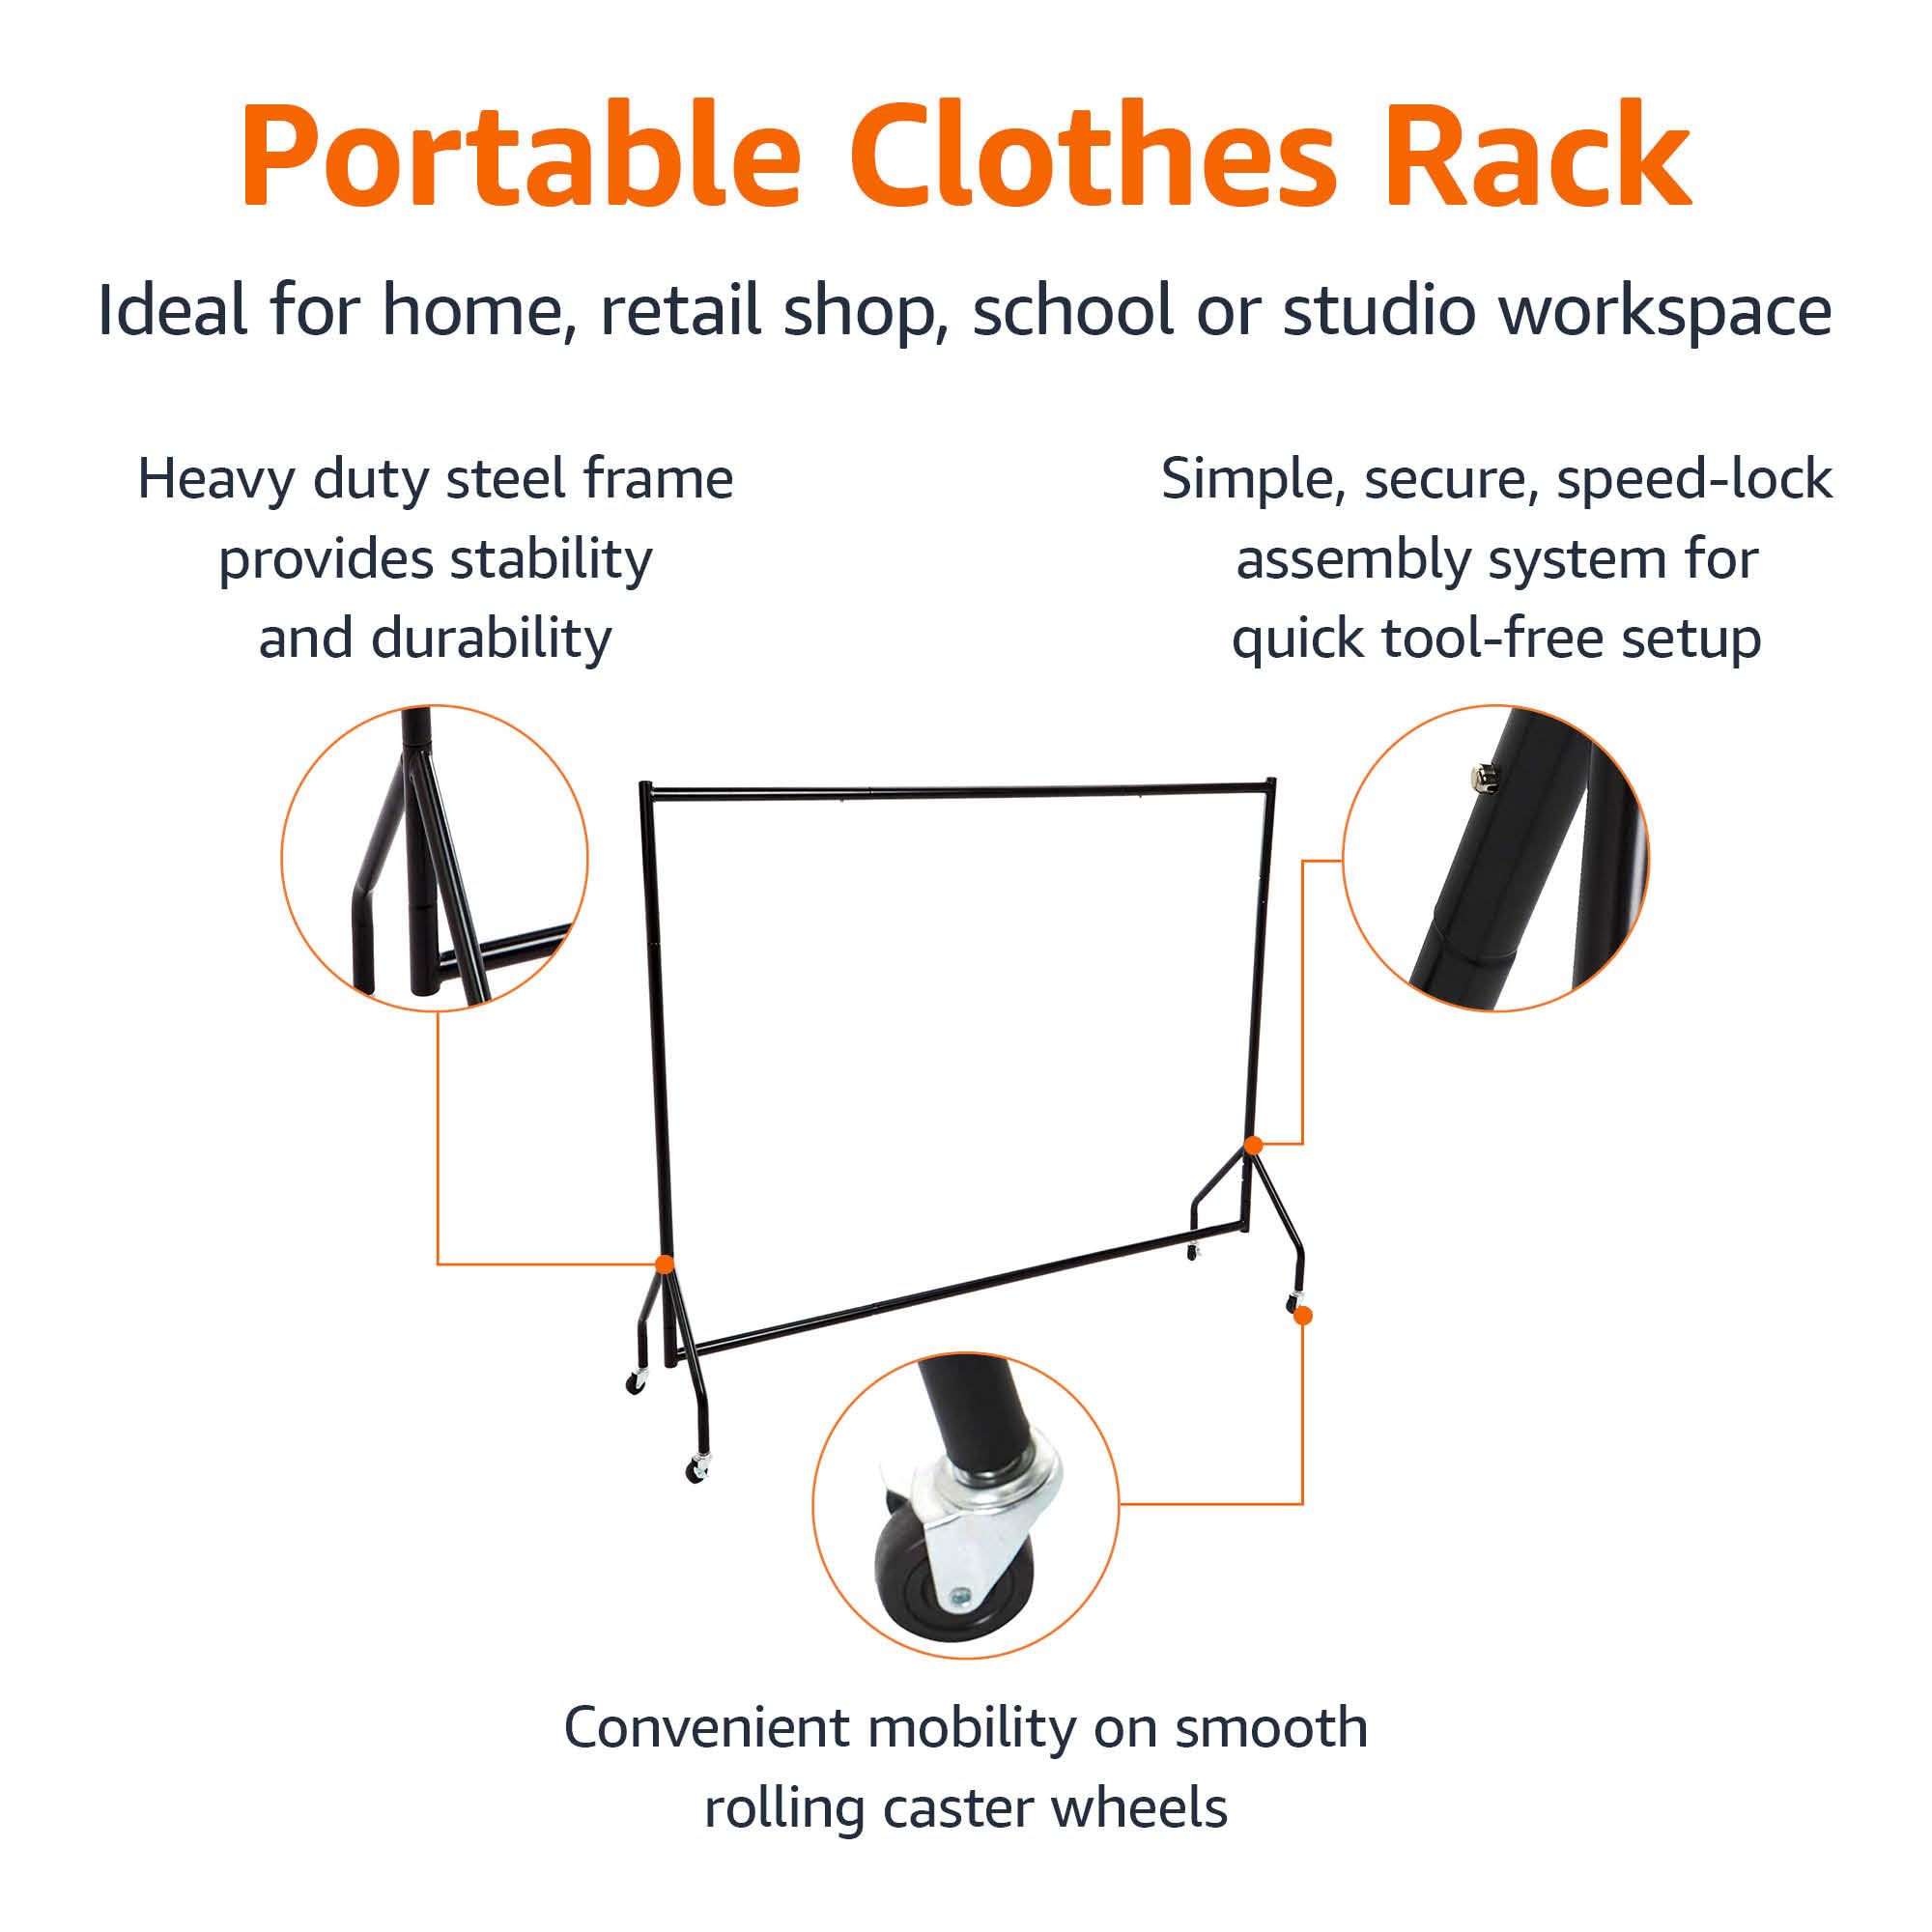 Portable Clothes Rack
Ideal for home, retail shop, school or studio workspace
Heavy duty steel frame
provides stability
and durability
Simple, secure, speed-lock
assembly system for
quick tool-free setup
Convenient mobility on smooth
rolling caster wheels